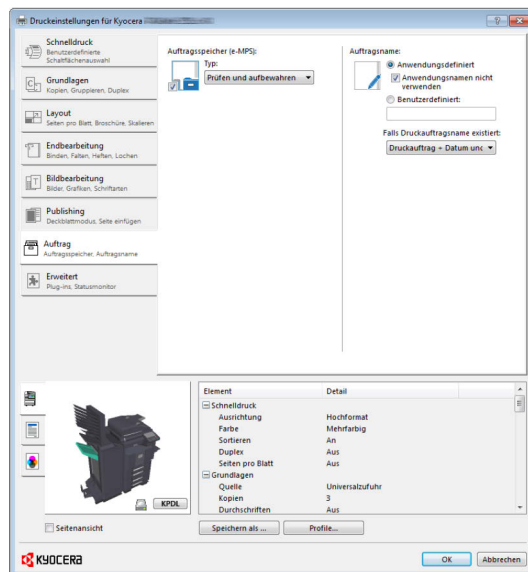 Druckeinstellungen für Kyocera
Schnelldruck
Benutzerdefinierte
Schaltflächenauswahl
Grundlagen
Kopien, Gruppieren, Duplex
Layout
Seiten pro Blatt, Broschüre, Skalieren
Endbearbeitung
Binden, Falten, Heften, Lochen
Bildbearbeitung
Bilder, Grafiken, Schriftarten
Publishing
Deckblattmodus, Seite einfügen
Auftrag
Auftragsspeicher, Auftragsname
Erweitert
Plug-ins, Statusmonitor
Auftragsspeicher (e-MPS):
Typ:
Prüfen und aufbewahren
Auftragsname:
Anwendungsdefiniert
Anwendungsnamen nicht
verwenden
Benutzerdefiniert:
Falls Druckauftragsname existiert:
Druckauftrag + Datum unc
KPDL
Seitenansicht
Element Detail
Schnelldruck
Ausrichtung Hochformat
Farbe Mehrfarbig
Sortieren An
Duplex Aus
Seiten pro Blatt Aus
Grundlagen
Quelle Universalzufuhr
Kopien 3
Durchschriften Aus
Speichern als ... Profile...
KYOCERA
OK Abbrechen